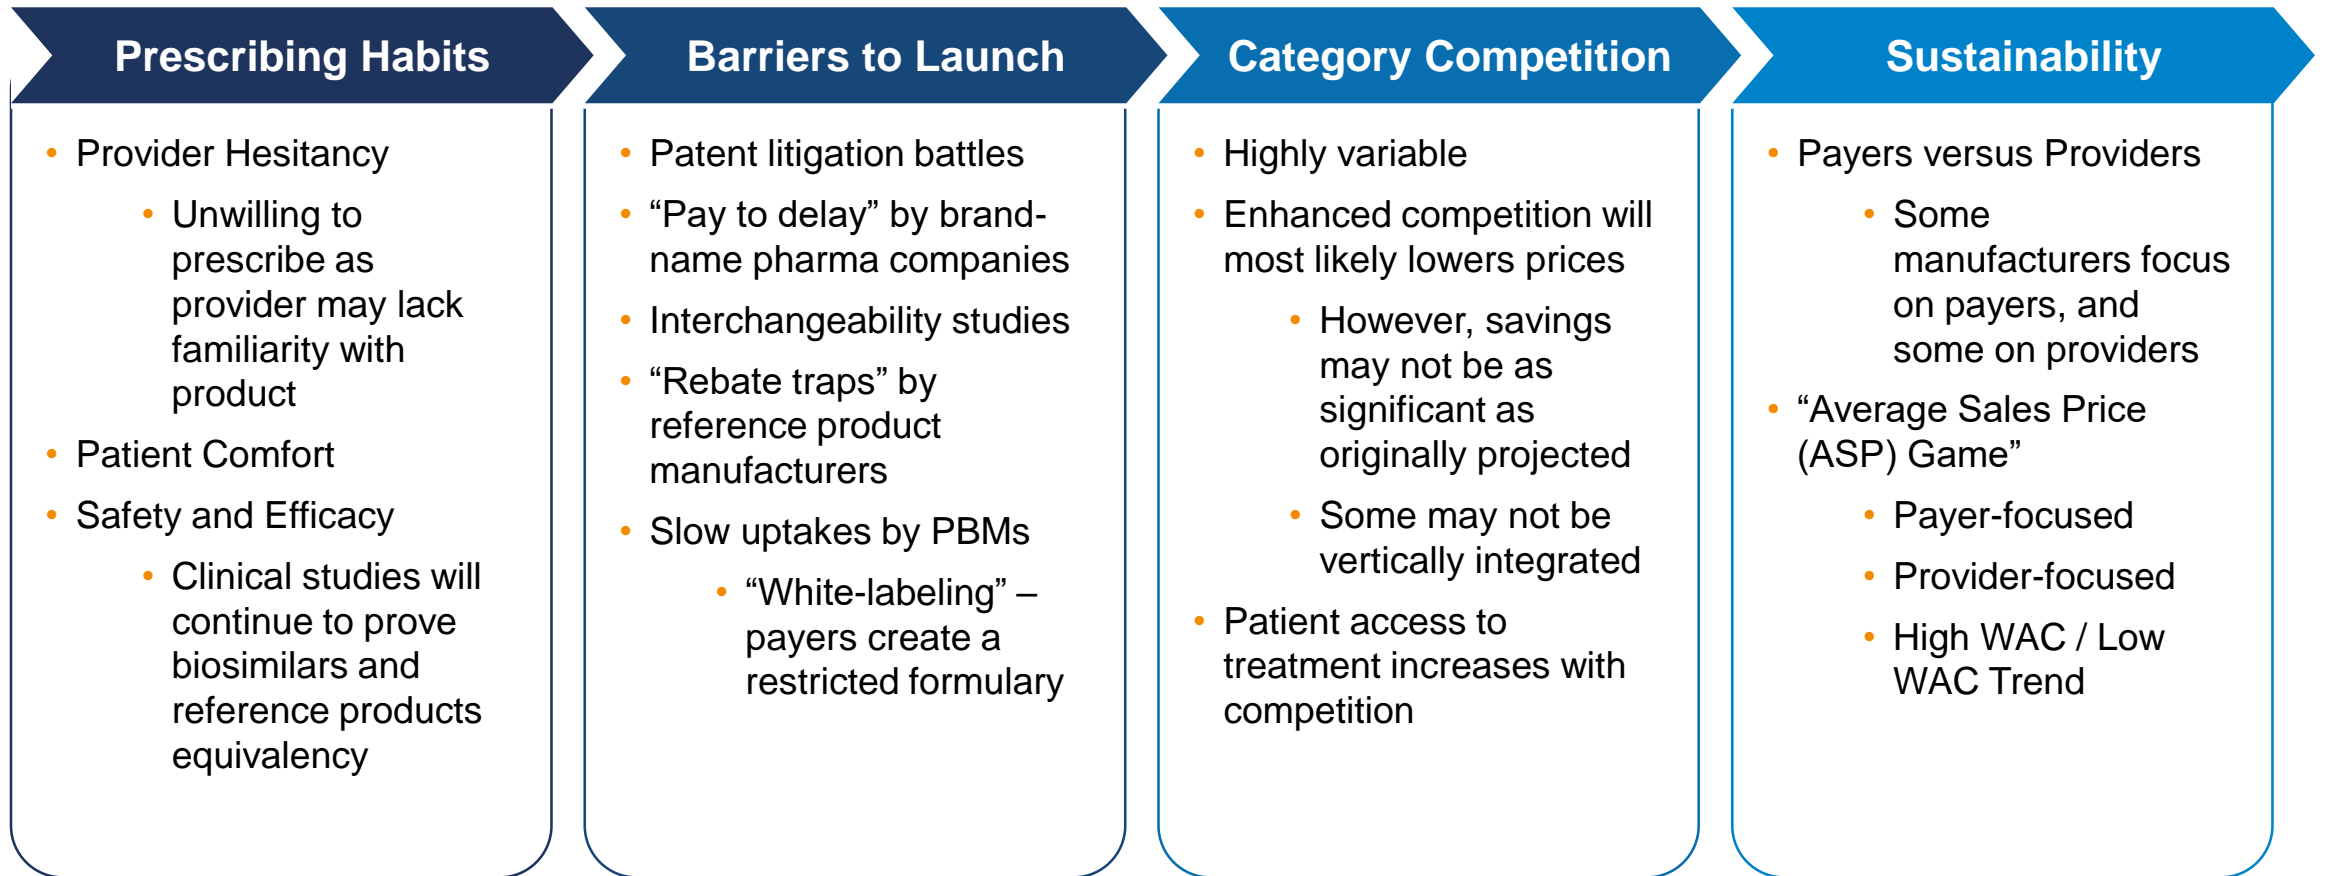 Prescribing Habits
• Provider Hesitancy
• Unwilling to
prescribe as
provider may lack
familiarity with
product
• Patient Comfort
• Safety and Efficacy
• Clinical studies will
continue to prove
biosimilars and
reference products
equivalency
Barriers to Launch
• Patent litigation battles
• “Pay to delay” by brand-
name pharma companies
• Interchangeability studies
• “Rebate traps” by
reference product
manufacturers
• Slow uptakes by PBMs
• “White-labeling” –
payers create a
restricted formulary
Category Competition
• Highly variable
• Enhanced competition will
most likely lowers prices
• However, savings
may not be as
significant as
originally projected
• Some may not be
vertically integrated
• Patient access to
treatment increases with
competition
Sustainability
• Payers versus Providers
• Some
manufacturers focus
on payers, and
some on providers
• “Average Sales Price
(ASP) Game”
• Payer-focused
• Provider-focused
• High WAC / Low
WAC Trend